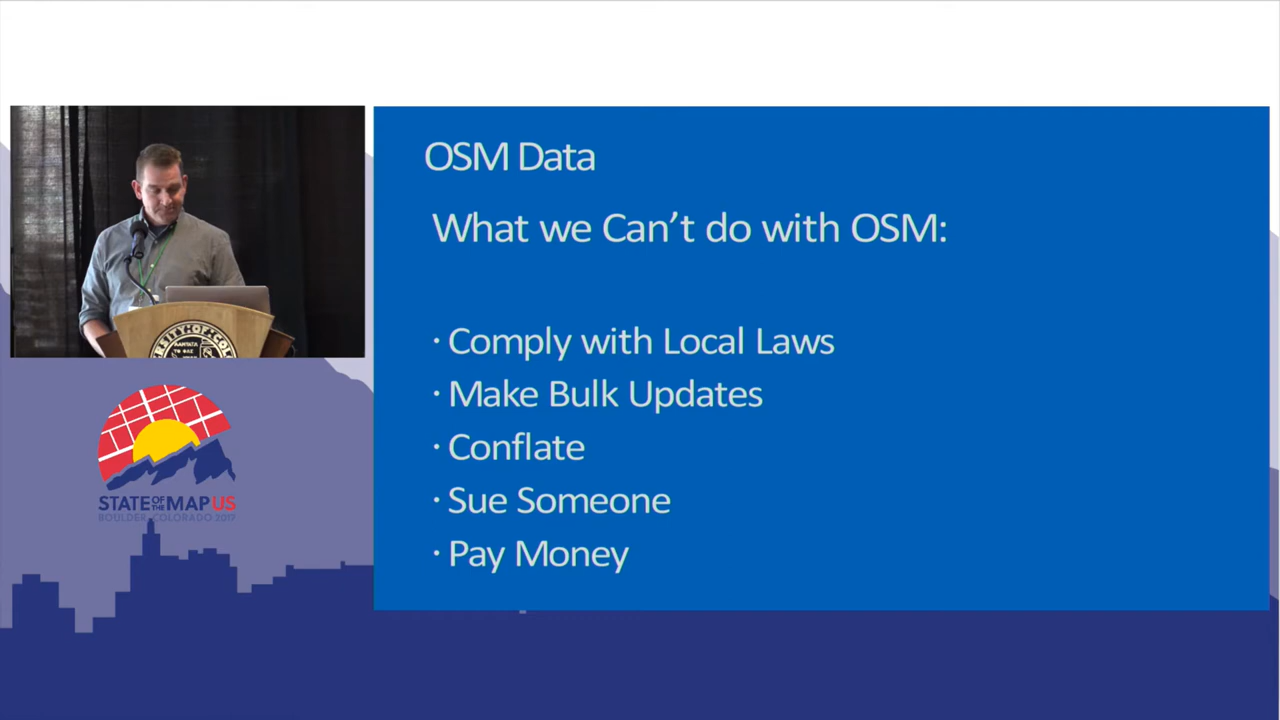 OSM Data
What we Can't do with OSM:
· Comply with Local Laws
· Make Bulk Updates
· Conflate
· Sue Someone
· Pay Money
STATE OF THE MAP US
BOULDER, COLORADO 2017